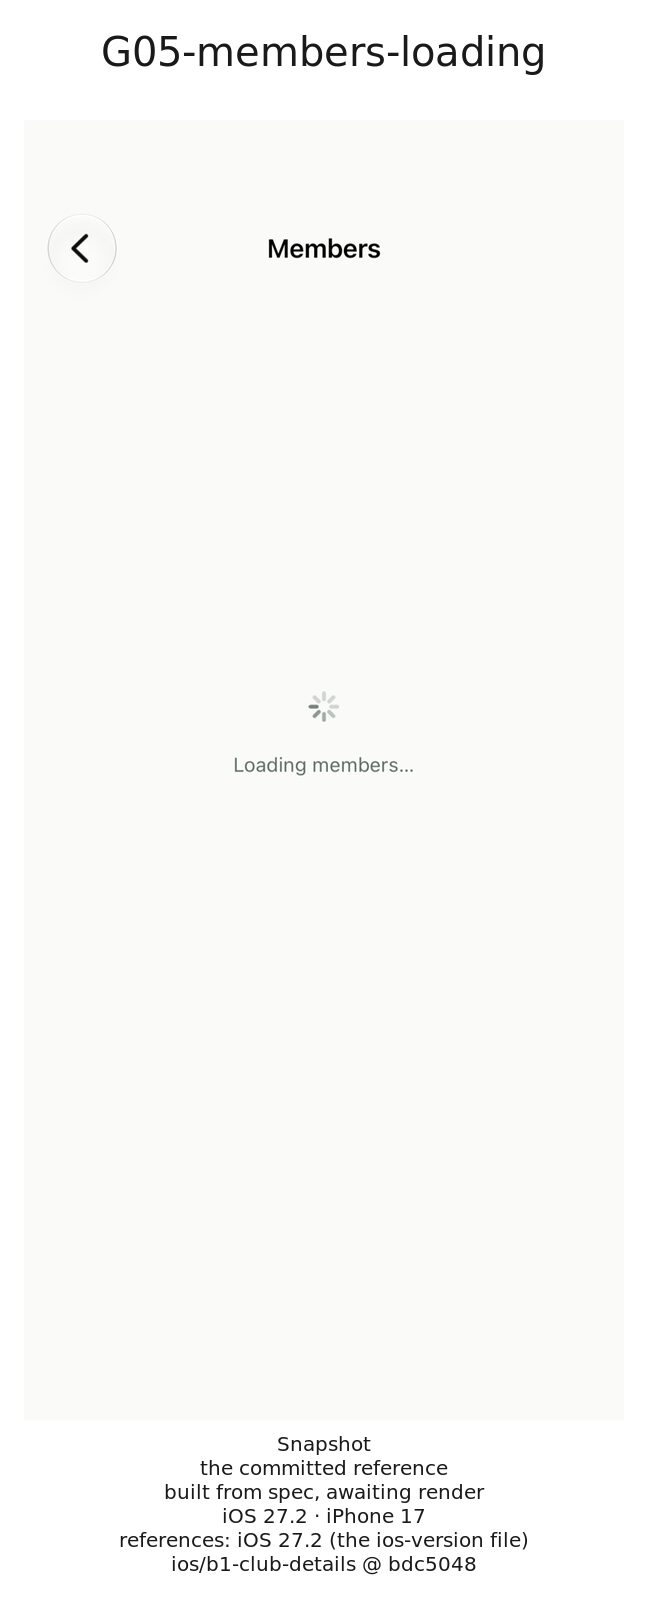 G05-members-loading
Members
Loading members...
Snapshot
the committed reference
built from spec, awaiting render
iOS 27.2 · iPhone 17
references: iOS 27.2 (the ios-version file)
ios/b1-club-details @ bdc5048